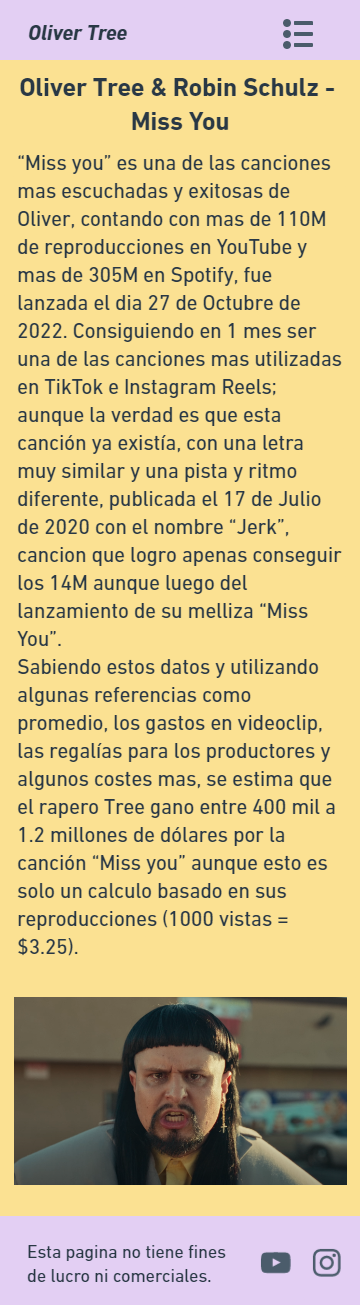 Oliver Tree
Oliver Tree & Robin Schulz -
Miss You
“Miss you” es una de las canciones
mas escuchadas y exitosas de
Oliver, contando con mas de 110M
de reproducciones en YouTube y
mas de 305M en Spotify, fue
lanzada el dia 27 de Octubre de
2022. Consiguiendo en 1 mes ser
una de las canciones mas utilizadas
en TikTok e Instagram Reels;
aunque la verdad es que esta
canción ya existía, con una letra
muy similar y una pista y ritmo
diferente, publicada el 17 de Julio
de 2020 con el nombre “Jerk”,
cancion que logro apenas conseguir
los 14M aunque luego del
lanzamiento de su melliza “Miss
You”.
Sabiendo estos datos y utilizando
algunas referencias como
promedio, los gastos en videoclip,
las regalías para los productores y
algunos costes mas, se estima que
el rapero Tree gano entre 400 mil a
1.2 millones de dólares por la
canción “Miss you” aunque esto es
solo un calculo basado en sus
reproducciones (1000 vistas =
$3.25).
Esta pagina no tiene fines
de lucro ni comerciales.